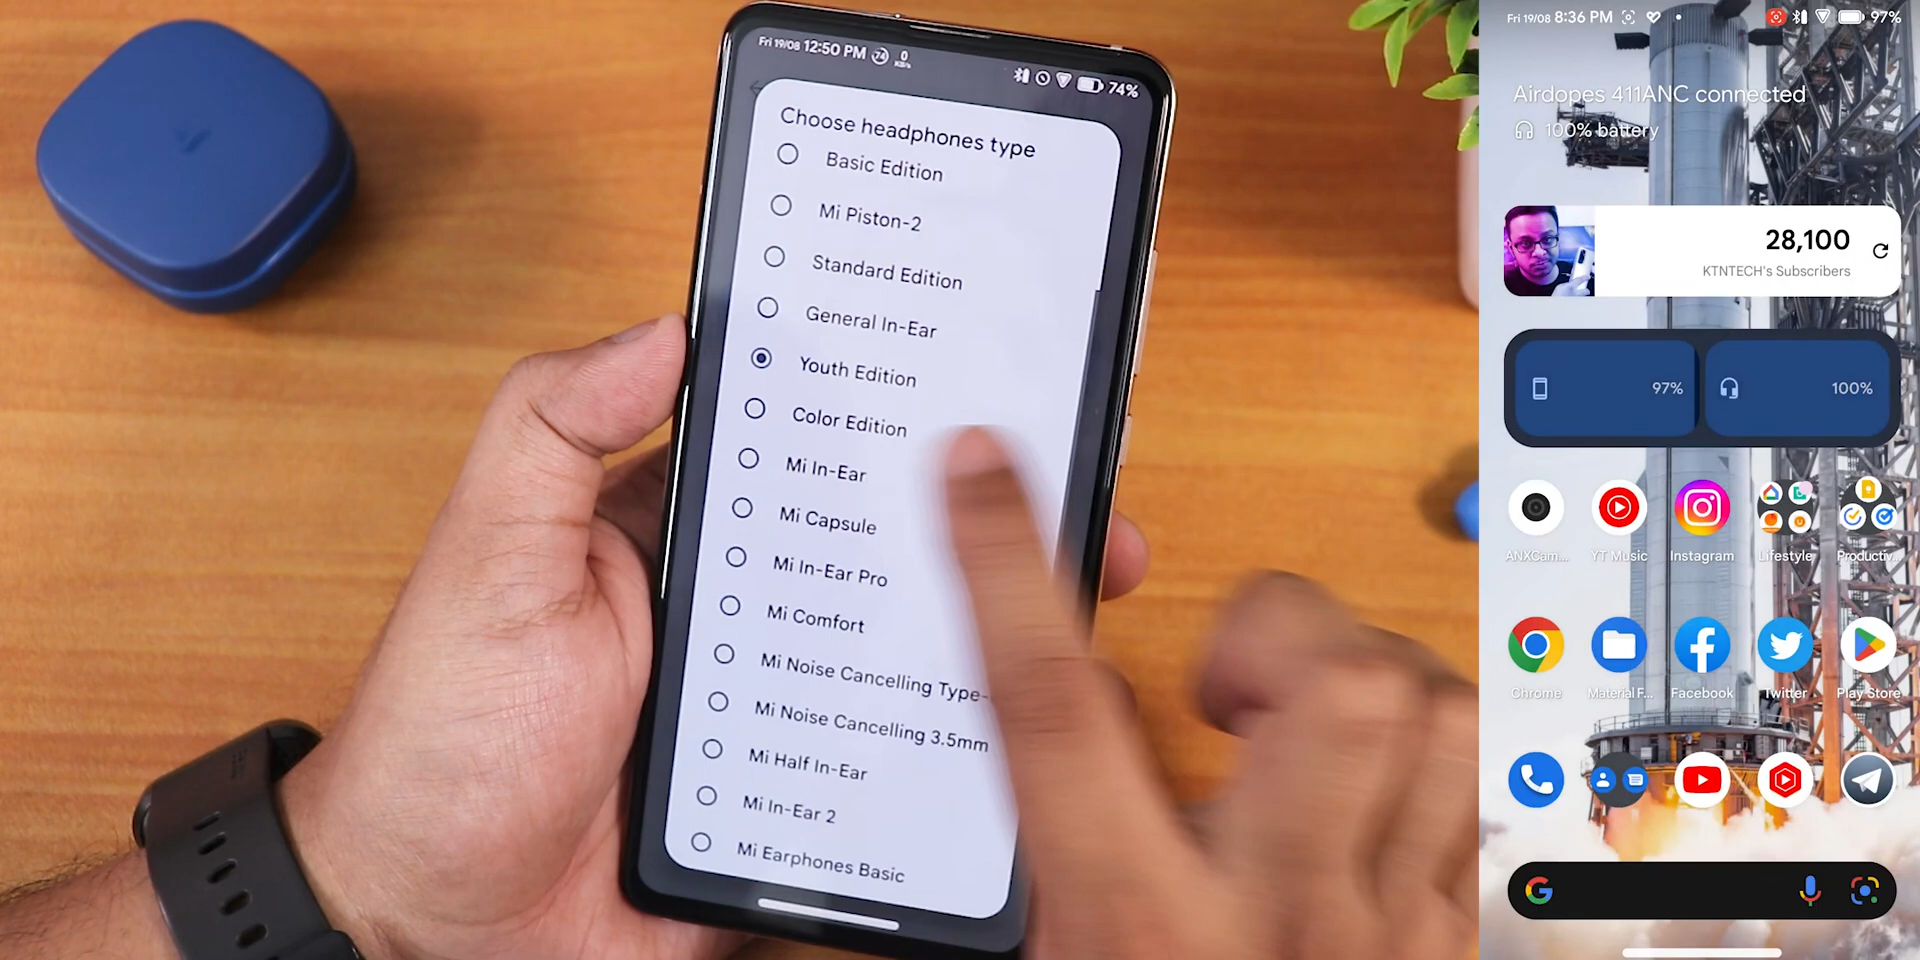 Fri 19/08 12:50 PM 74 0 KB/s 74%
Choose headphones type
Basic Edition
Mi Piston-2
Standard Edition
General In-Ear
Youth Edition
Color Edition
Mi In-Ear
Mi Capsule
Mi In-Ear Pro
Mi Comfort
Mi Noise Cancelling Type-
Mi Noise Cancelling 3.5mm
Mi Half In-Ear
Mi In-Ear 2
Mi Earphones Basic
Fri 19/08 8:36 PM 97%
Airdopes 411ANC connected
100% battery
28,100
KTNTECH's Subscribers
97% 100%
ANXCam... YT Music Instagram Lifestyle Productiv...
Chrome Material F... Facebook Twitter Play Store